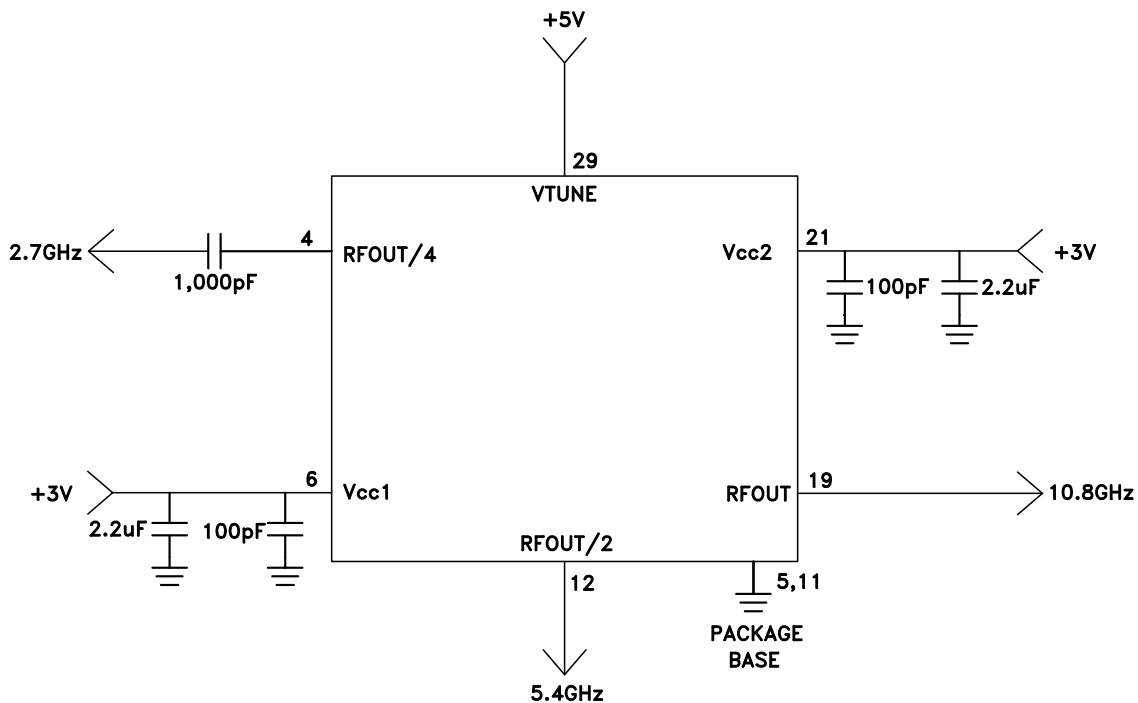 +5V
29
VTUNE
2.7GHz
4
RFOUT/4
1,000pF
Vcc2
21
+3V
100pF
2.2uF
+3V
6
Vcc1
2.2uF
100pF
RFOUT
19
10.8GHz
RFOUT/2
12
5,11
PACKAGE
BASE
5.4GHz